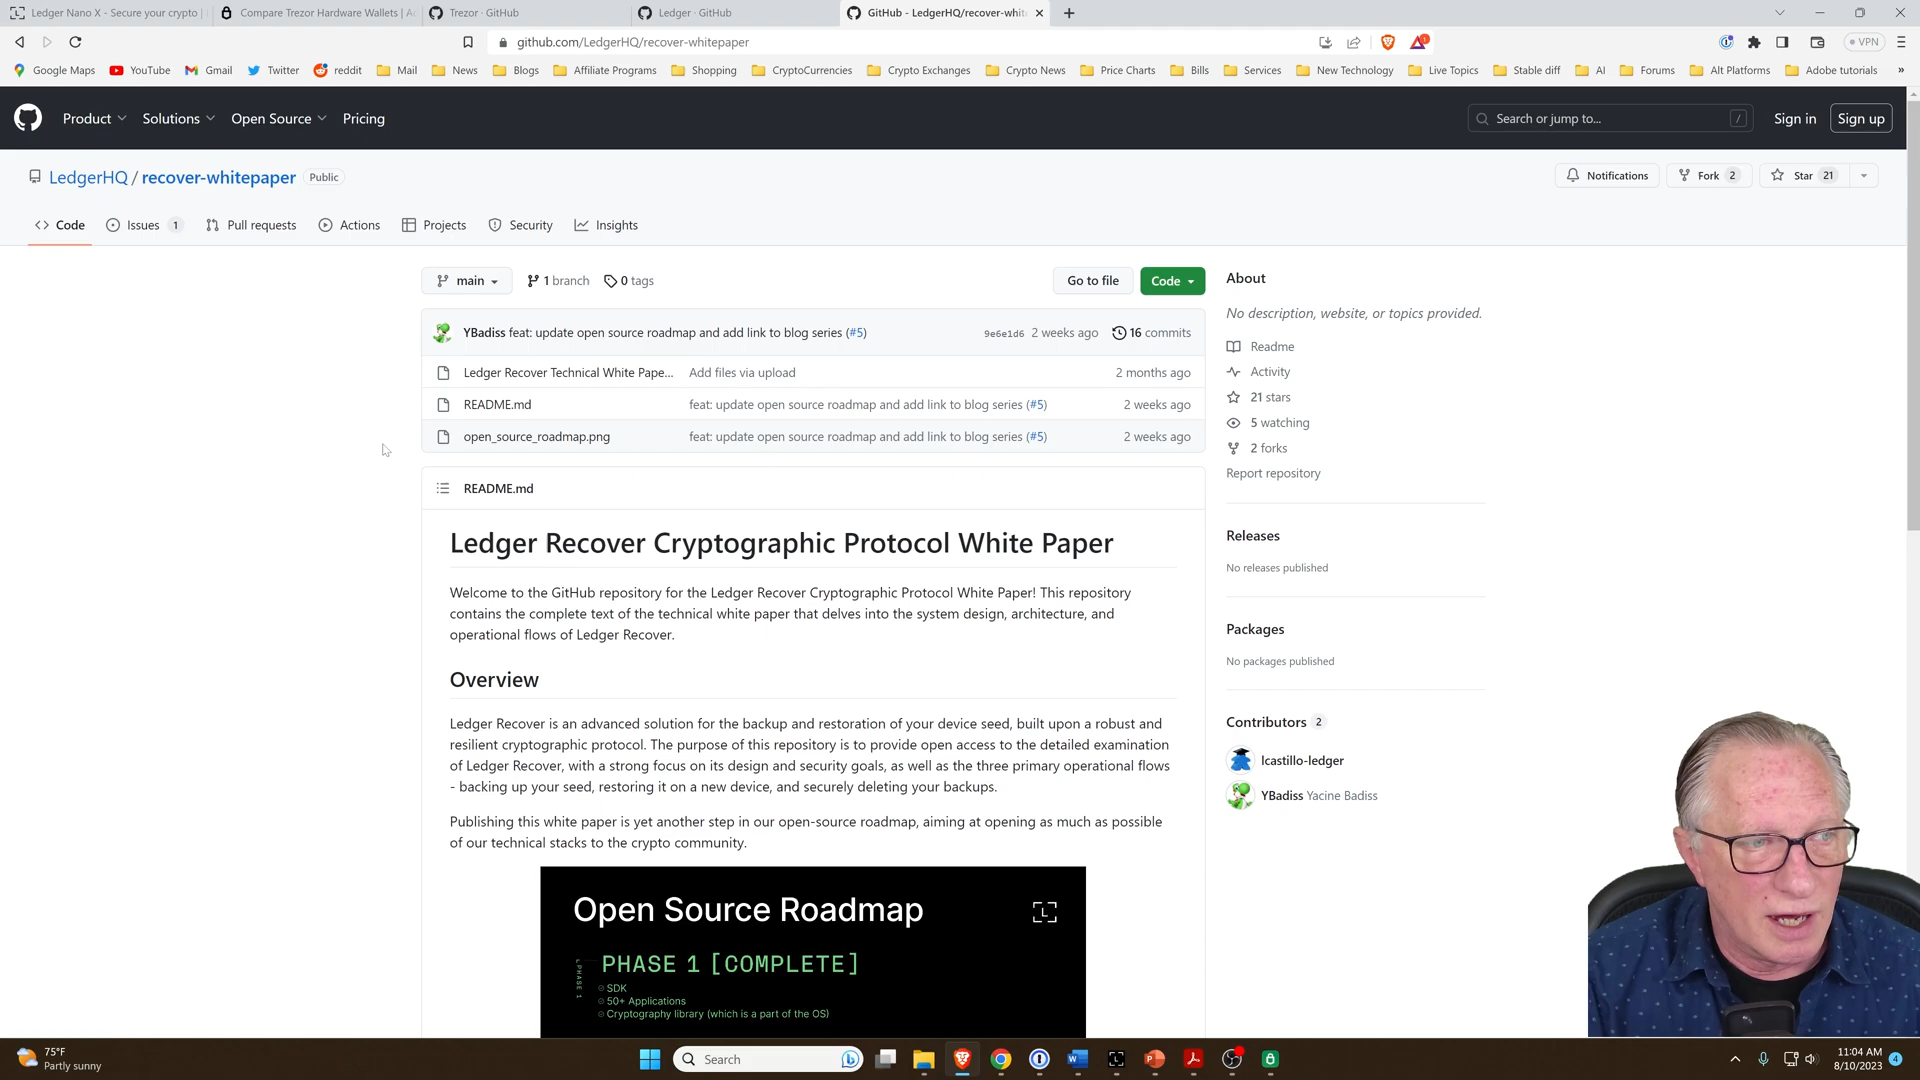 Ledger Nano X - Secure your crypto |
Compare Trezor Hardware Wallets |
Trezor · GitHub
Ledger · GitHub
GitHub - LedgerHQ/recover-white
github.com/LedgerHQ/recover-whitepaper
1
VPN
Google Maps
YouTube
Gmail
Twitter
reddit
Mail
News
Blogs
Affiliate Programs
Shopping
CryptoCurrencies
Crypto Exchanges
Crypto News
Price Charts
Bills
Services
New Technology
Live Topics
Stable diff
AI
Forums
Alt Platforms
Adobe tutorials
»
Product
Solutions
Open Source
Pricing
Search or jump to...
/
Sign in
Sign up
LedgerHQ / recover-whitepaper
Public
Notifications
Fork 2
Star 21
<> Code
Issues 1
Pull requests
Actions
Projects
Security
Insights
main
1 branch
0 tags
Go to file
Code
YBadiss feat: update open source roadmap and add link to blog series (#5)
9e6e1d6 2 weeks ago
16 commits
Ledger Recover Technical White Pape...
Add files via upload
2 months ago
README.md
feat: update open source roadmap and add link to blog series (#5)
2 weeks ago
open_source_roadmap.png
feat: update open source roadmap and add link to blog series (#5)
2 weeks ago
README.md
Ledger Recover Cryptographic Protocol White Paper
Welcome to the GitHub repository for the Ledger Recover Cryptographic Protocol White Paper! This repository
contains the complete text of the technical white paper that delves into the system design, architecture, and
operational flows of Ledger Recover.
Overview
Ledger Recover is an advanced solution for the backup and restoration of your device seed, built upon a robust and
resilient cryptographic protocol. The purpose of this repository is to provide open access to the detailed examination
of Ledger Recover, with a strong focus on its design and security goals, as well as the three primary operational flows
- backing up your seed, restoring it on a new device, and securely deleting your backups.
Publishing this white paper is yet another step in our open-source roadmap, aiming at opening as much as possible
of our technical stacks to the crypto community.
Open Source Roadmap
PHASE 1
PHASE 1 [COMPLETE]
SDK
50+ Applications
Cryptography library (which is a part of the OS)
About
No description, website, or topics provided.
Readme
Activity
21 stars
5 watching
2 forks
Report repository
Releases
No releases published
Packages
No packages published
Contributors 2
lcastillo-ledger
YBadiss Yacine Badiss
75°F
Partly sunny
Search
11:04 AM
8/10/2023
4